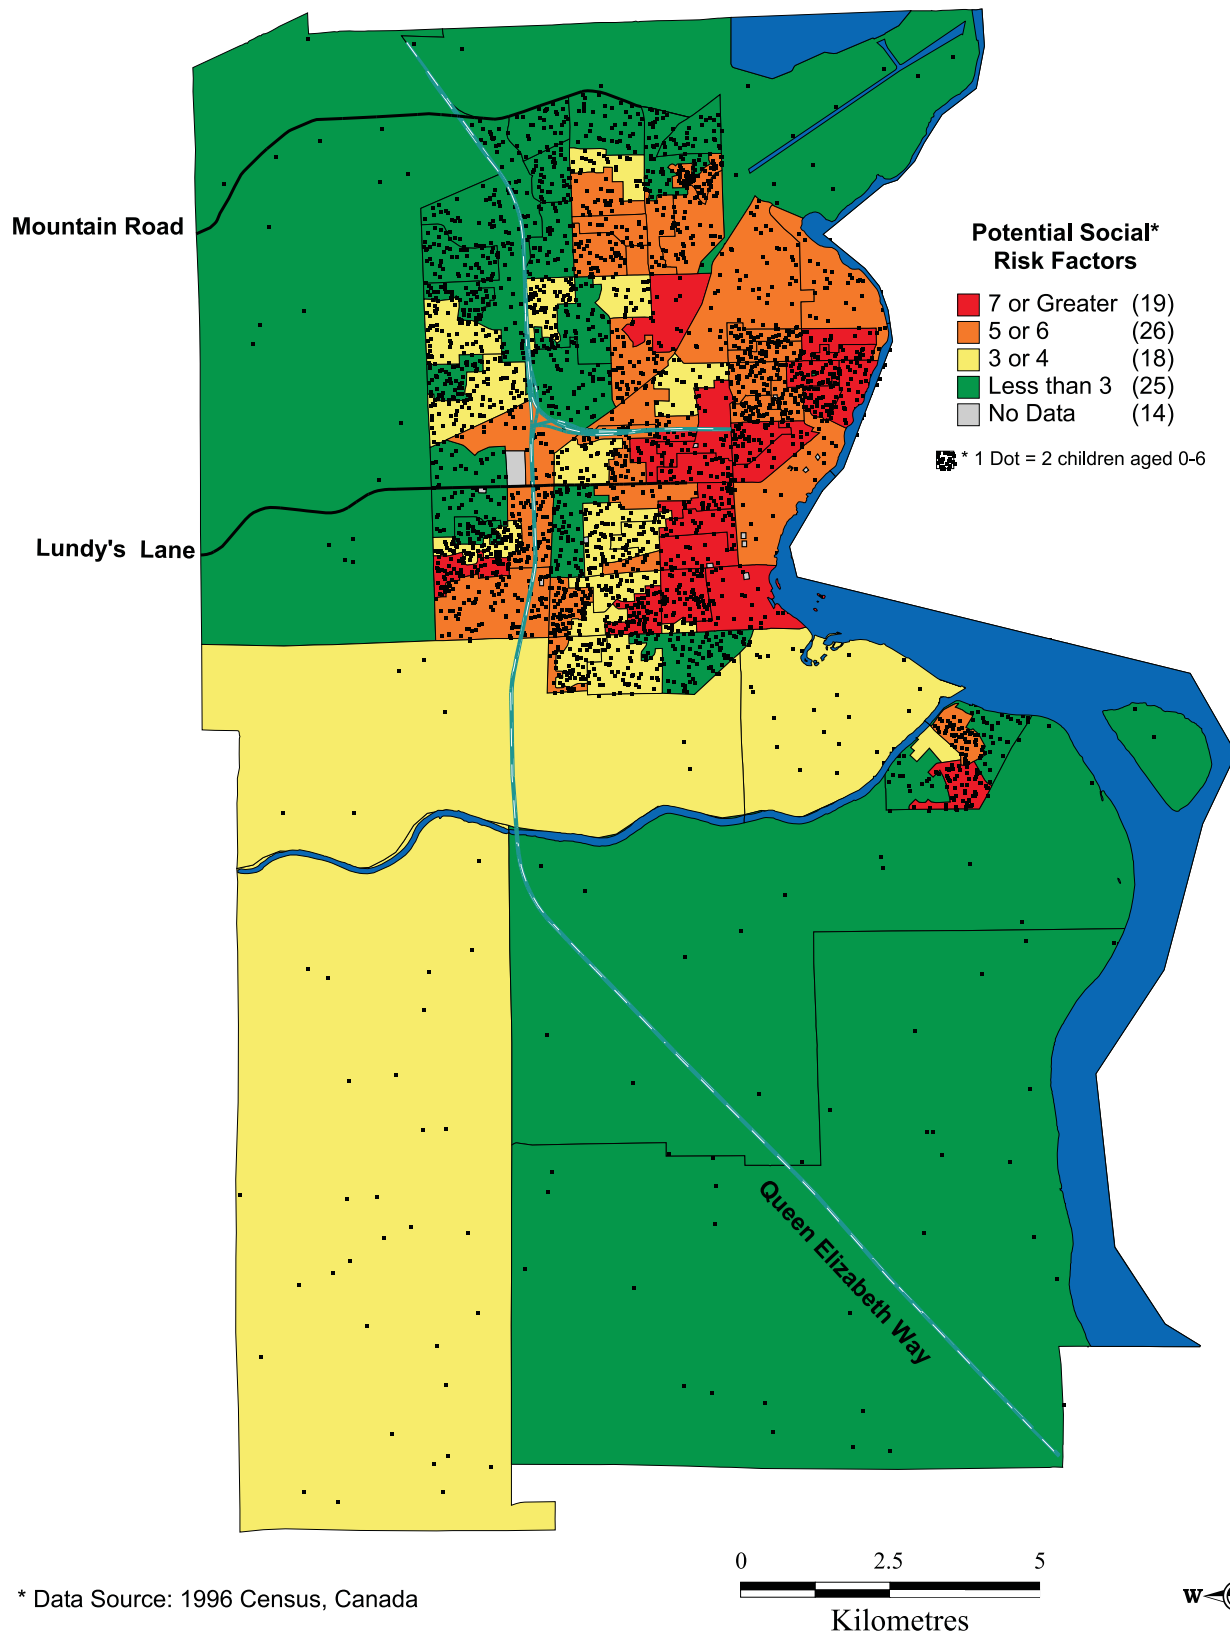 Mountain Road
Potential Social*
Risk Factors
7 or Greater (19)
5 or 6 (26)
3 or 4 (18)
Less than 3 (25)
No Data (14)
* 1 Dot = 2 children aged 0-6
Lundy's Lane
Queen Elizabeth Way
0 2.5 5
Kilometres
* Data Source: 1996 Census, Canada
W